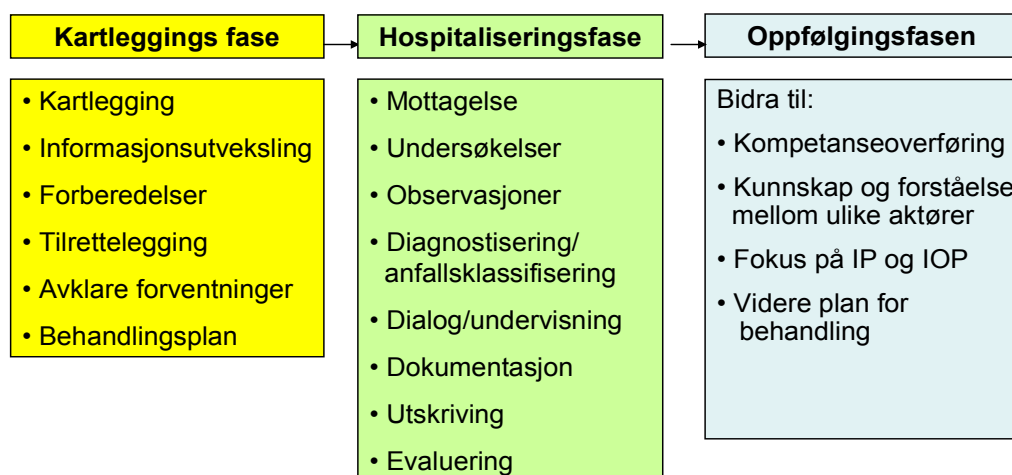 Kartleggings fase
• Kartlegging
• Informasjonsutveksling
• Forberedelser
• Tilrettelegging
• Avklare forventninger
• Behandlingsplan
Hospitaliseringsfase
• Mottagelse
• Undersøkelser
• Observasjoner
• Diagnostisering/
anfallsklassifisering
• Dialog/undervisning
• Dokumentasjon
• Utskriving
• Evaluering
Oppfølgingsfasen
Bidra til:
• Kompetanseoverføring
• Kunnskap og forståelse
mellom ulike aktører
• Fokus på IP og IOP
• Videre plan for
behandling